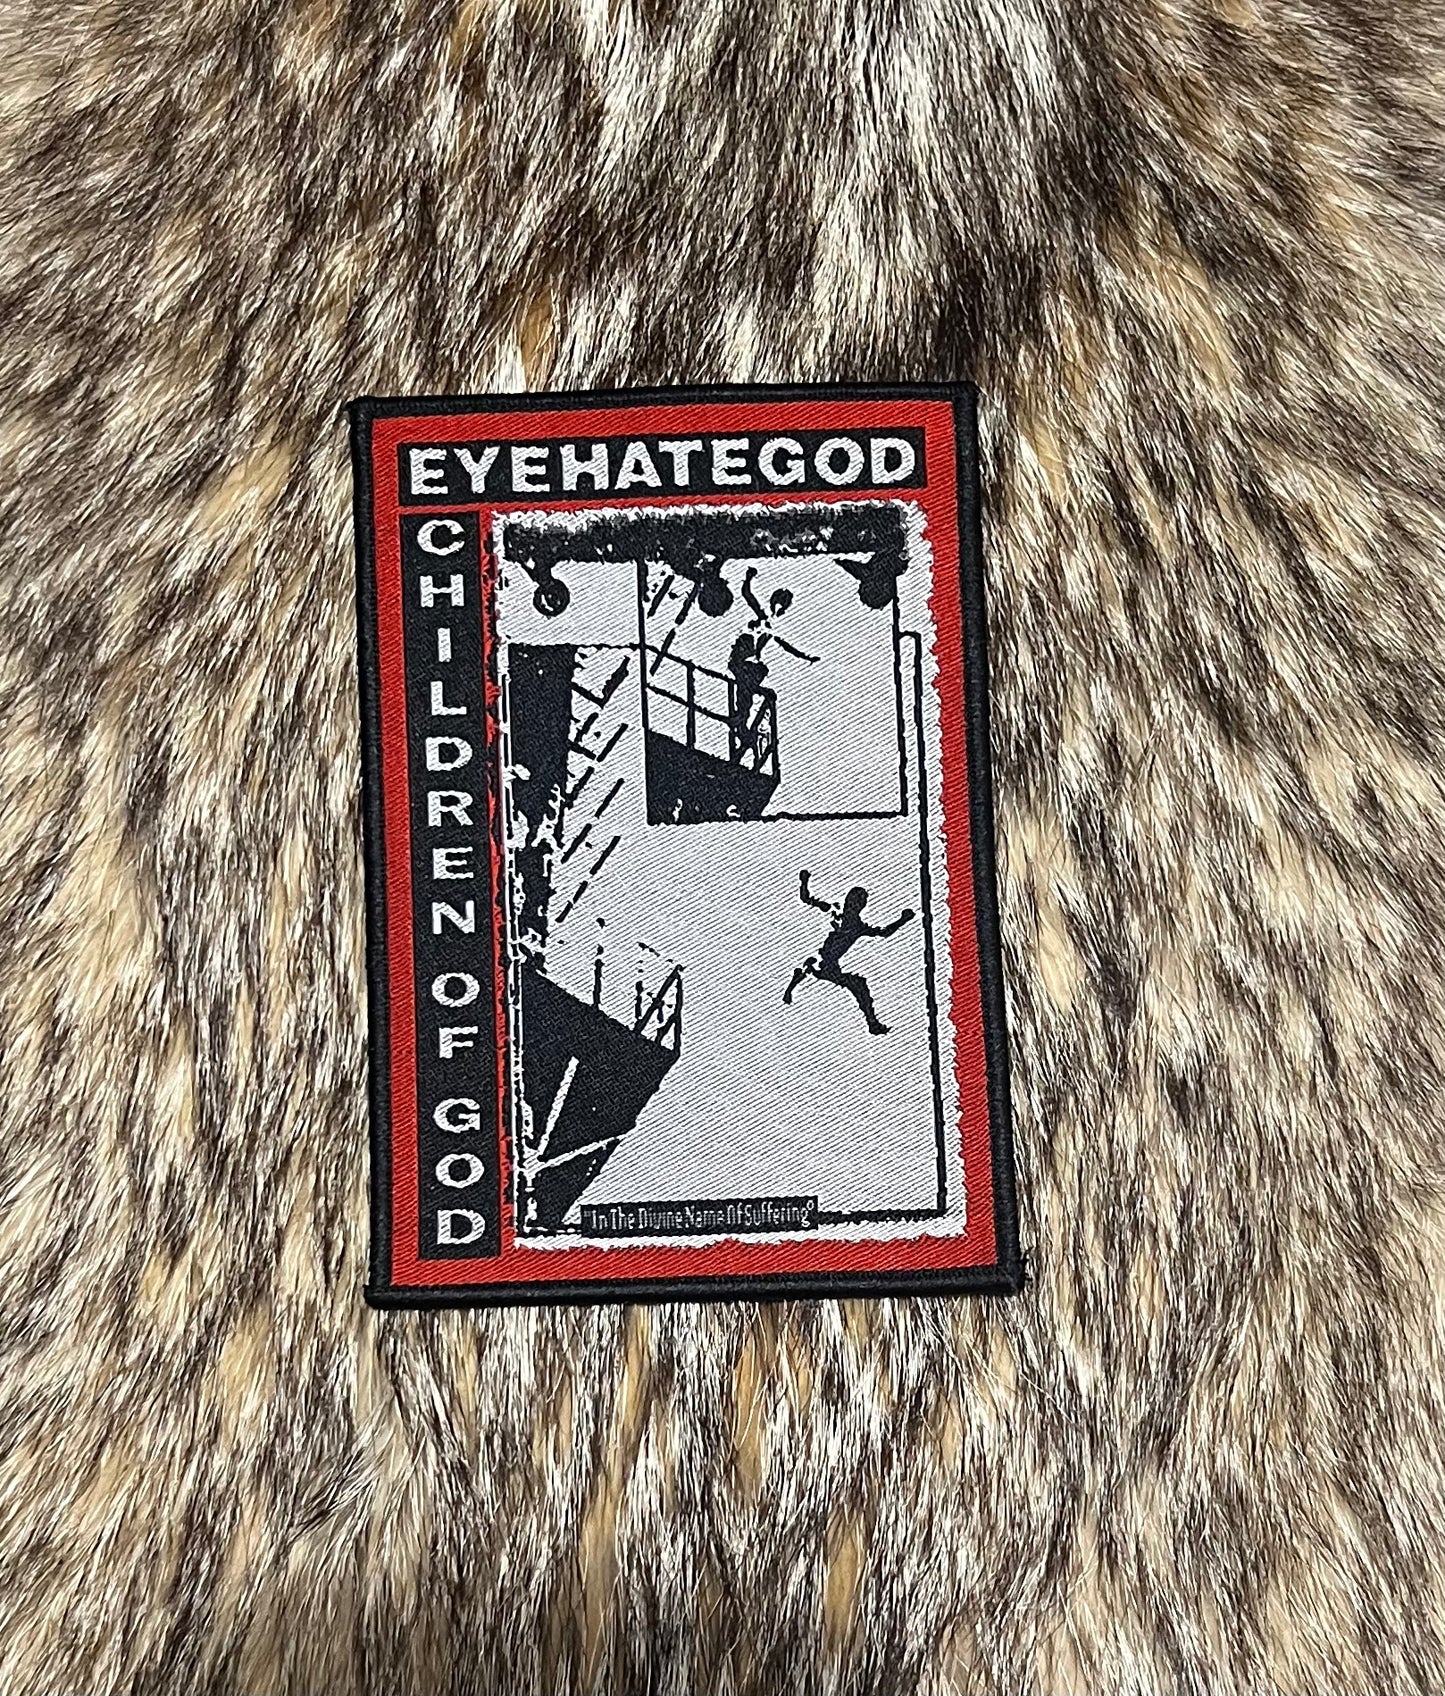 EYEHATEGOD
CHILDREN OF GOD
"In The Divine Name Of Suffering"